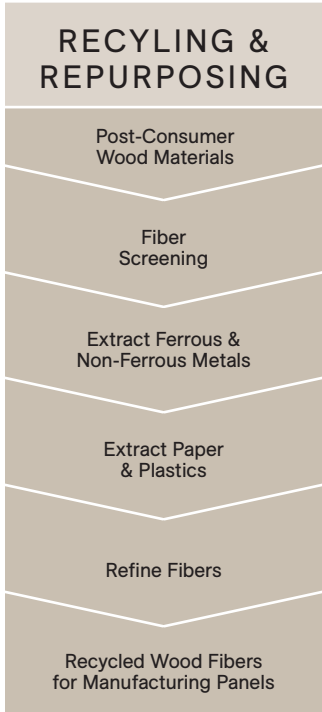 RECYLING &
REPURPOSING
Post-Consumer
Wood Materials
Fiber
Screening
Extract Ferrous &
Non-Ferrous Metals
Extract Paper
& Plastics
Refine Fibers
Recycled Wood Fibers
for Manufacturing Panels